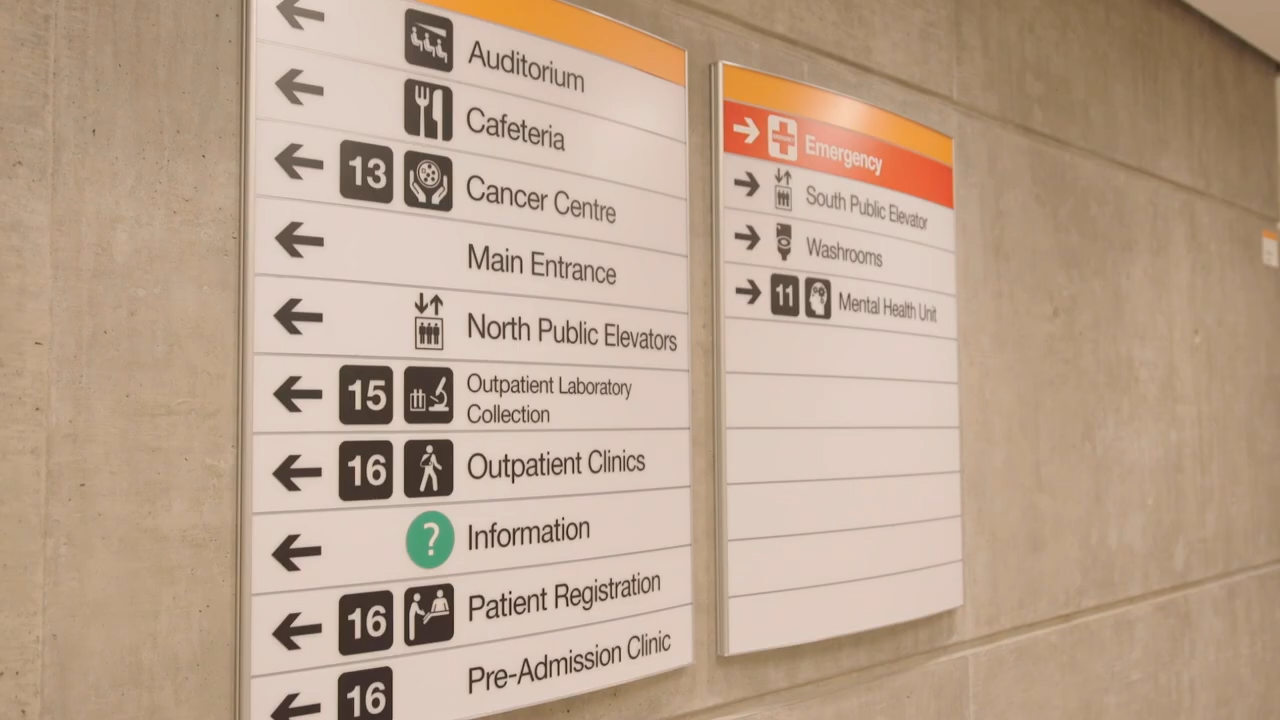 Auditorium
Cafeteria
13 Cancer Centre
Main Entrance
North Public Elevators
15 Outpatient Laboratory
Collection
16 Outpatient Clinics
? Information
16 Patient Registration
16 Pre-Admission Clinic
Emergency
South Public Elevator
Washrooms
11 Mental Health Unit